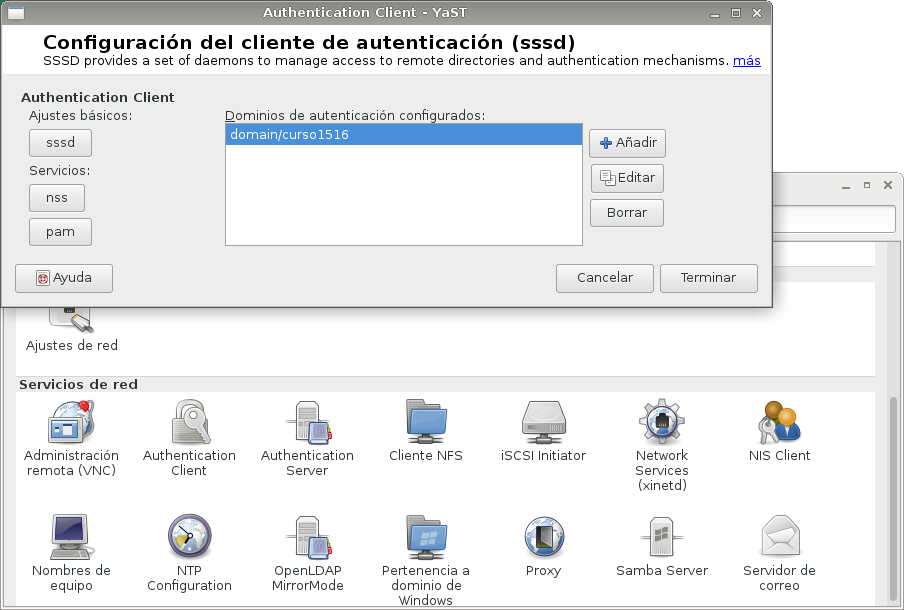 Authentication Client - YaST
Configuración del cliente de autenticación (sssd)
SSSD provides a set of daemons to manage access to remote directories and authentication mechanisms. más
Authentication Client
Ajustes básicos:
sssd
Servicios:
nss
pam
Dominios de autenticación configurados:
domain/curso1516
Añadir
Editar
Borrar
Ayuda
Cancelar
Terminar
Ajustes de red
Servicios de red
Administración
remota (VNC)
Authentication
Client
Authentication
Server
Cliente NFS
iSCSI Initiator
Network
Services
(xinetd)
NIS Client
Nombres de
equipo
NTP
Configuration
OpenLDAP
MirrorMode
Pertenencia a
dominio de
Windows
Proxy
Samba Server
Servidor de
correo